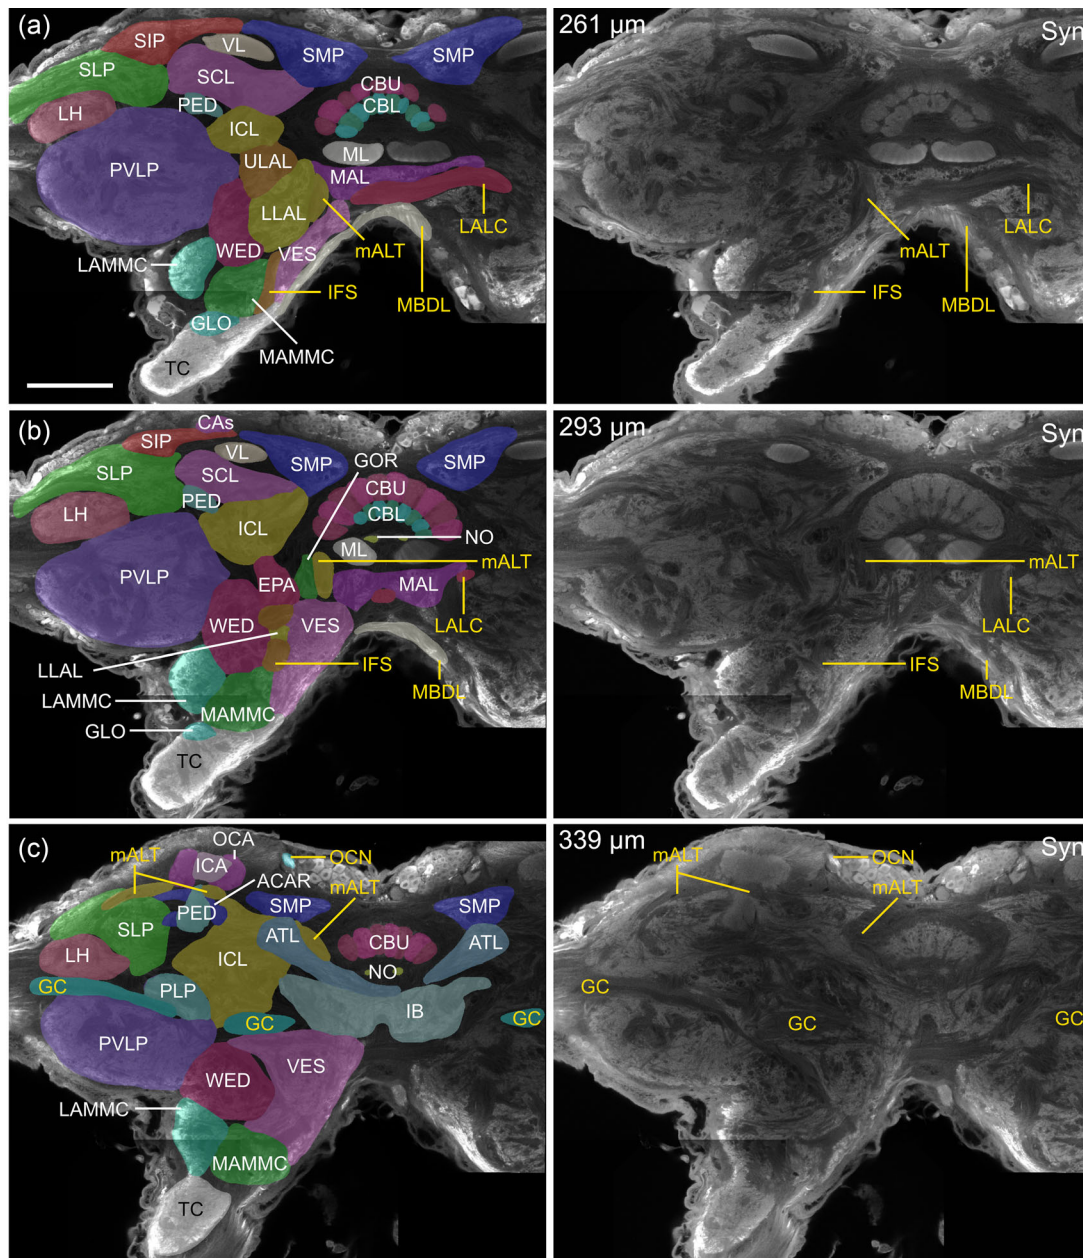 (a)
SIP
VL
SMP
SMP
SLP
SCL
CBU
CBL
LH
PED
ICL
ML
PVLP
ULAL
MAL
LLAL
LALC
WED
mALT
VES
LAMMC
IFS
MBDL
GLO
MAMMC
TC
261 µm
Syn
mALT
LALC
IFS
MBDL
(b)
CAs
SIP
VL
SMP
GOR
SMP
SLP
SCL
CBU
CBL
PED
LH
ICL
NO
ML
mALT
PVLP
EPA
MAL
WED
VES
LALC
LLAL
IFS
LAMMC
MBDL
MAMMC
GLO
TC
293 µm
Syn
mALT
LALC
IFS
MBDL
(c)
OCA
mALT
ICA
OCN
ACAR
mALT
PED
SMP
SMP
SLP
ATL
CBU
ATL
LH
ICL
NO
GC
PLP
IB
GC
GC
PVLP
VES
WED
LAMMC
MAMMC
TC
339 µm
Syn
mALT
OCN
mALT
GC
GC
GC